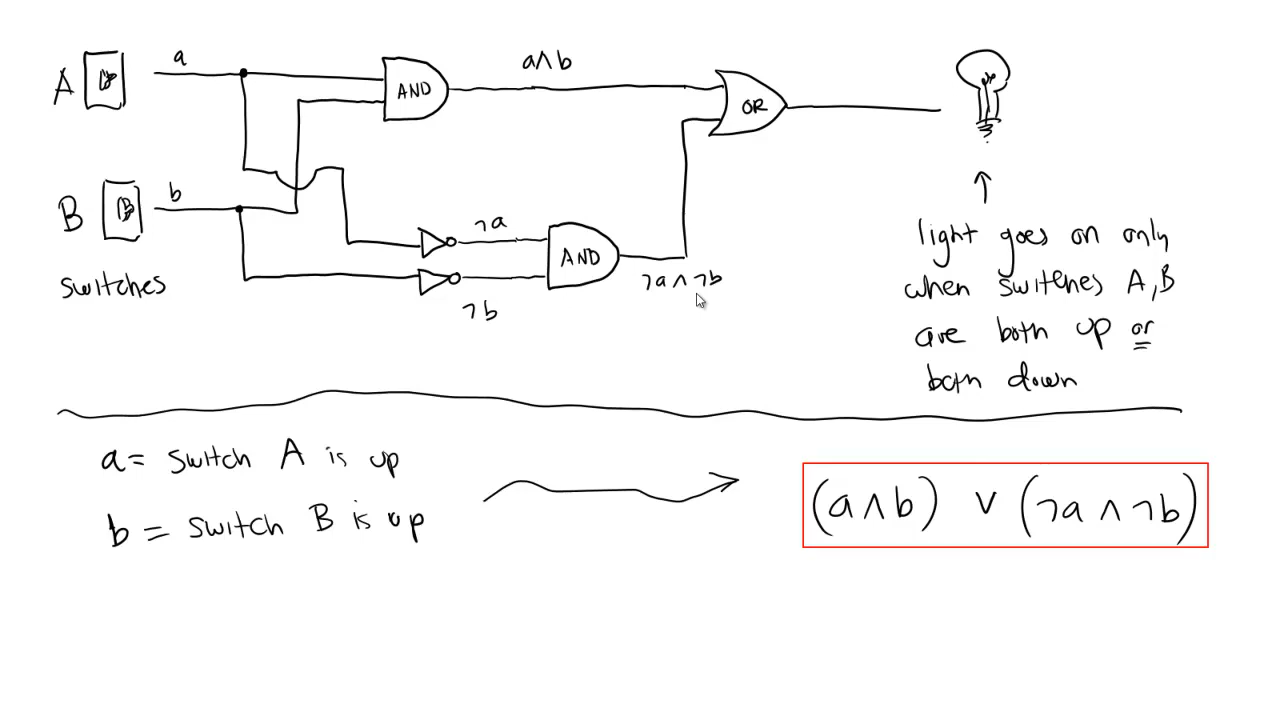 A
a
AND
a∧b
OR
B
b
¬a
AND
¬a∧¬b
¬b
switches
light goes on only
when switches A,B
are both up or
both down
a= switch A is up
b = switch B is up
(a∧b) ∨ (¬a∧¬b)